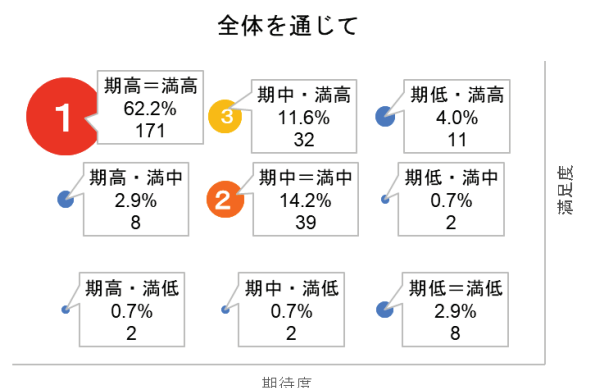 全体を通じて
1
期高＝満高
62.2%
171
3
期中・満高
11.6%
32
期低・満高
4.0%
11
期高・満中
2.9%
8
2
期中＝満中
14.2%
39
期低・満中
0.7%
2
期高・満低
0.7%
2
期中・満低
0.7%
2
期低＝満低
2.9%
8
満足度
期待度